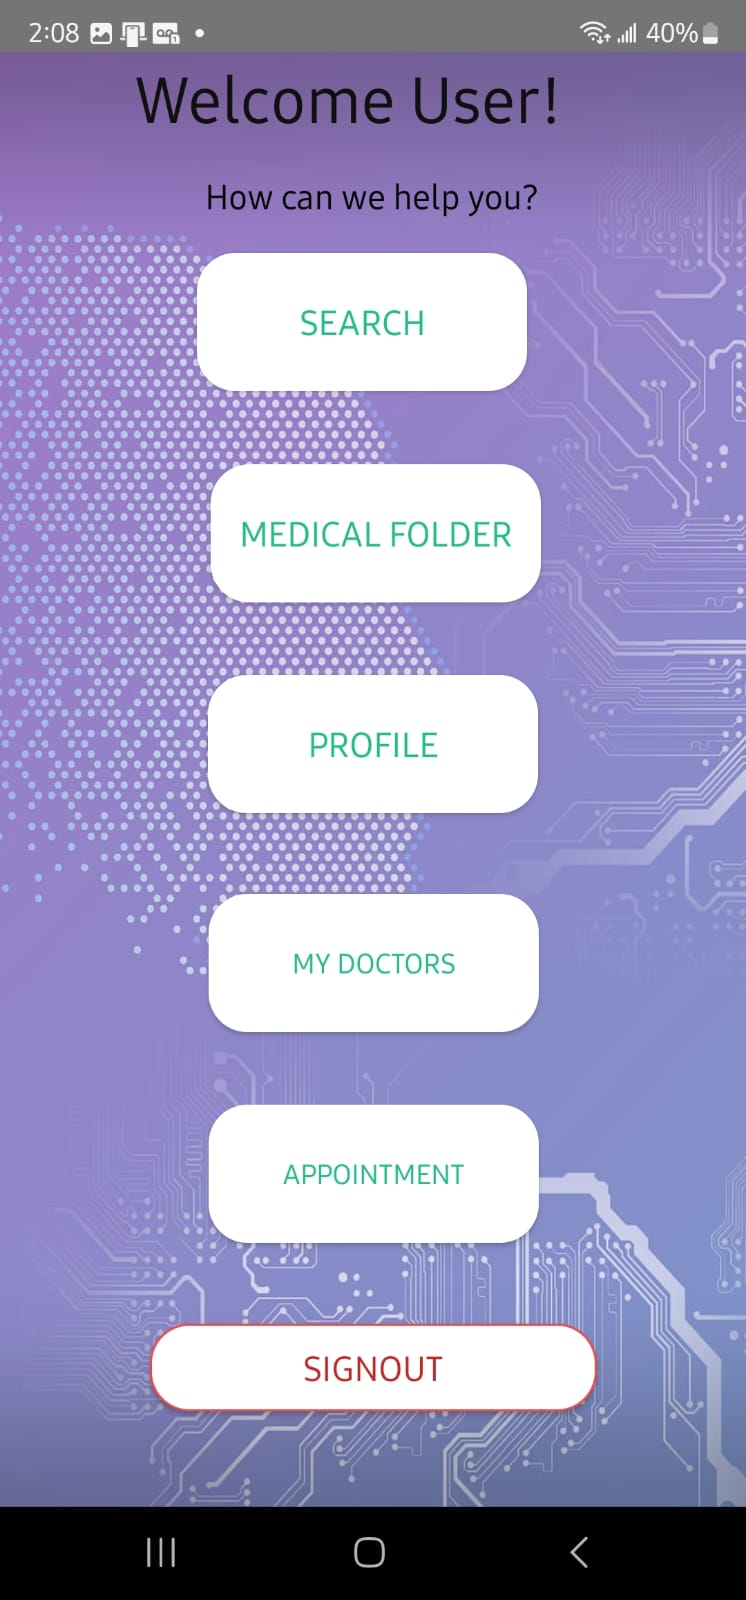 2:08 40%
Welcome User!
How can we help you?
SEARCH
MEDICAL FOLDER
PROFILE
MY DOCTORS
APPOINTMENT
SIGNOUT